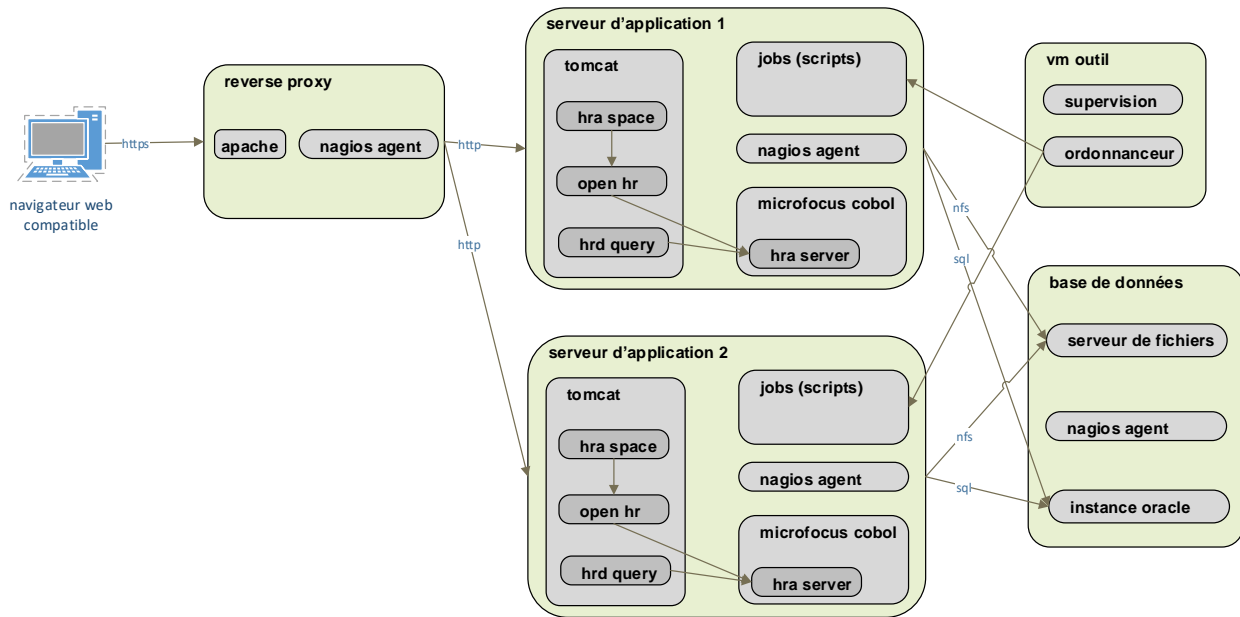 navigateur web
compatible
https
reverse proxy
apache
nagios agent
http
http
serveur d'application 1
tomcat
hra space
open hr
hrd query
jobs (scripts)
nagios agent
microfocus cobol
hra server
serveur d'application 2
tomcat
hra space
open hr
hrd query
jobs (scripts)
nagios agent
microfocus cobol
hra server
nfs
sql
nfs
sql
vm outil
supervision
ordonnanceur
base de données
serveur de fichiers
nagios agent
instance oracle